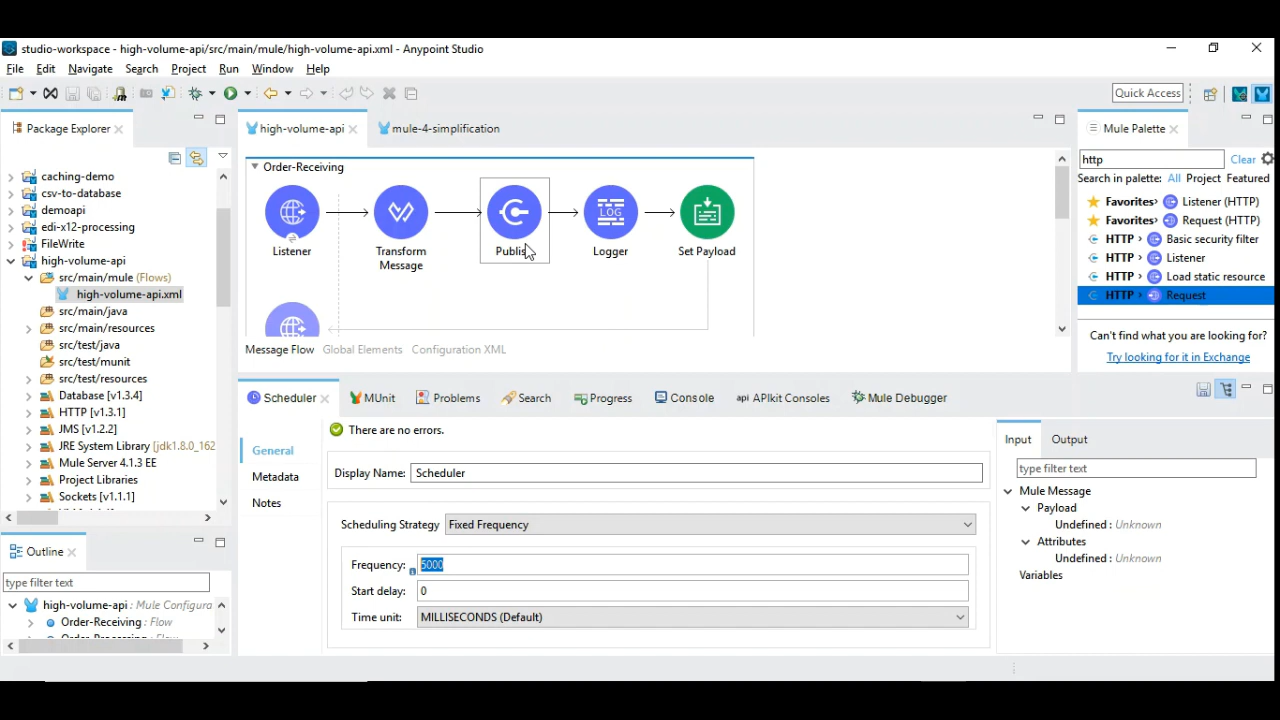 studio-workspace - high-volume-api/src/main/mule/high-volume-api.xml - Anypoint Studio
File Edit Navigate Search Project Run Window Help
Quick Access
Package Explorer
caching-demo
csv-to-database
demoapi
edi-x12-processing
FileWrite
high-volume-api
src/main/mule (Flows)
high-volume-api.xml
src/main/java
src/main/resources
src/test/java
src/test/munit
src/test/resources
Database [v1.3.4]
HTTP [v1.3.1]
JMS [v1.2.2]
JRE System Library [jdk1.8.0_162
Mule Server 4.1.3 EE
Project Libraries
Sockets [v1.1.1]
Outline
type filter text
high-volume-api : Mule Configura
Order-Receiving : Flow
Order-Processing : Flow
high-volume-api mule-4-simplification
Order-Receiving
LOG
Listener
Transform
Message
Publis
Logger
Set Payload
Message Flow Global Elements Configuration XML
Mule Palette
http
Clear
Search in palette: All Project Featured
Favorites› Listener (HTTP)
Favorites› Request (HTTP)
HTTP › Basic security filter
HTTP › Listener
HTTP › Load static resource
HTTP › Request
Can't find what you are looking for?
Try looking for it in Exchange
Scheduler MUnit Problems Search Progress Console api APIkit Consoles Mule Debugger
General
Metadata
Notes
There are no errors.
Display Name: Scheduler
Scheduling Strategy Fixed Frequency
Frequency: 5000
Start delay: 0
Time unit: MILLISECONDS (Default)
Input Output
type filter text
Mule Message
Payload
Undefined : Unknown
Attributes
Undefined : Unknown
Variables